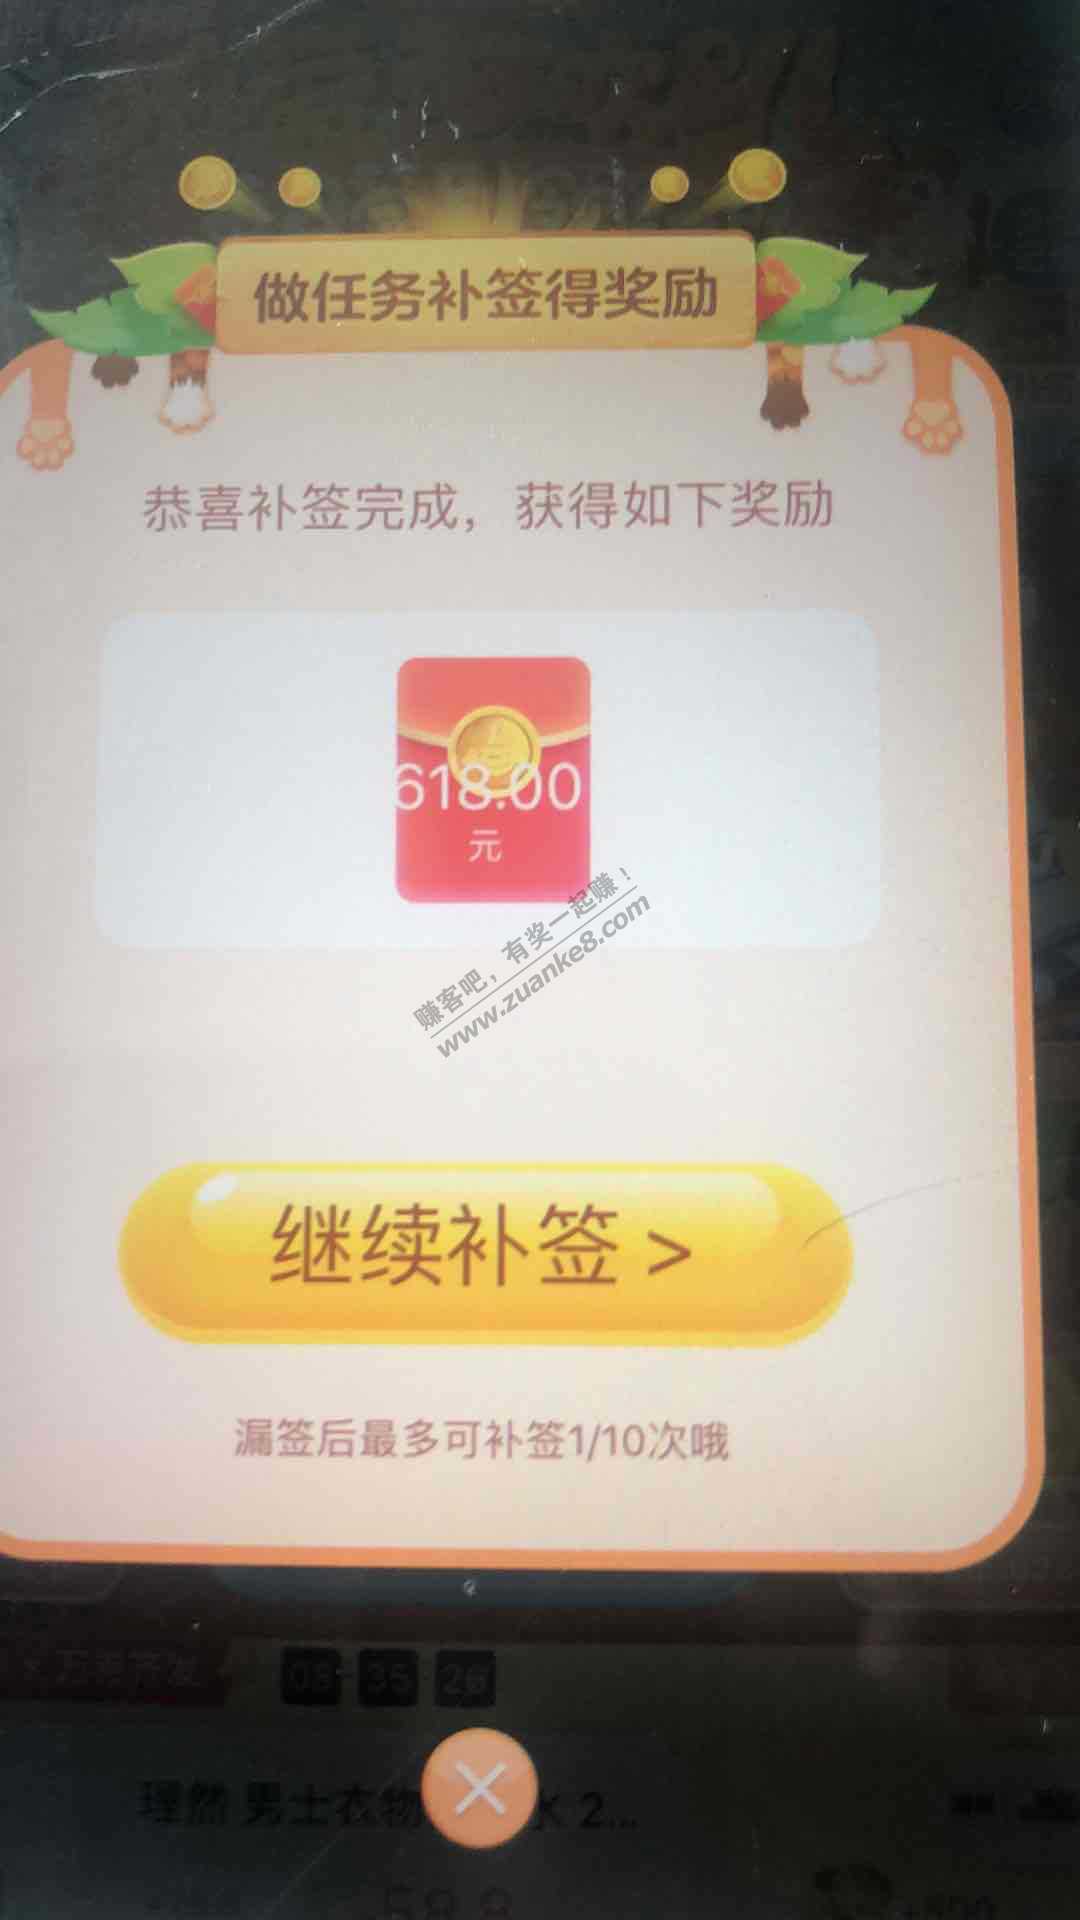 做任务补签得奖励
恭喜补签完成，获得如下奖励
618.00
元
赚客吧，有奖一起赚！
www.zuanke8.com
继续补签 >
漏签后最多可补签1/10次哦
08 35 26
理然 男士衣物 水 2...
58.8